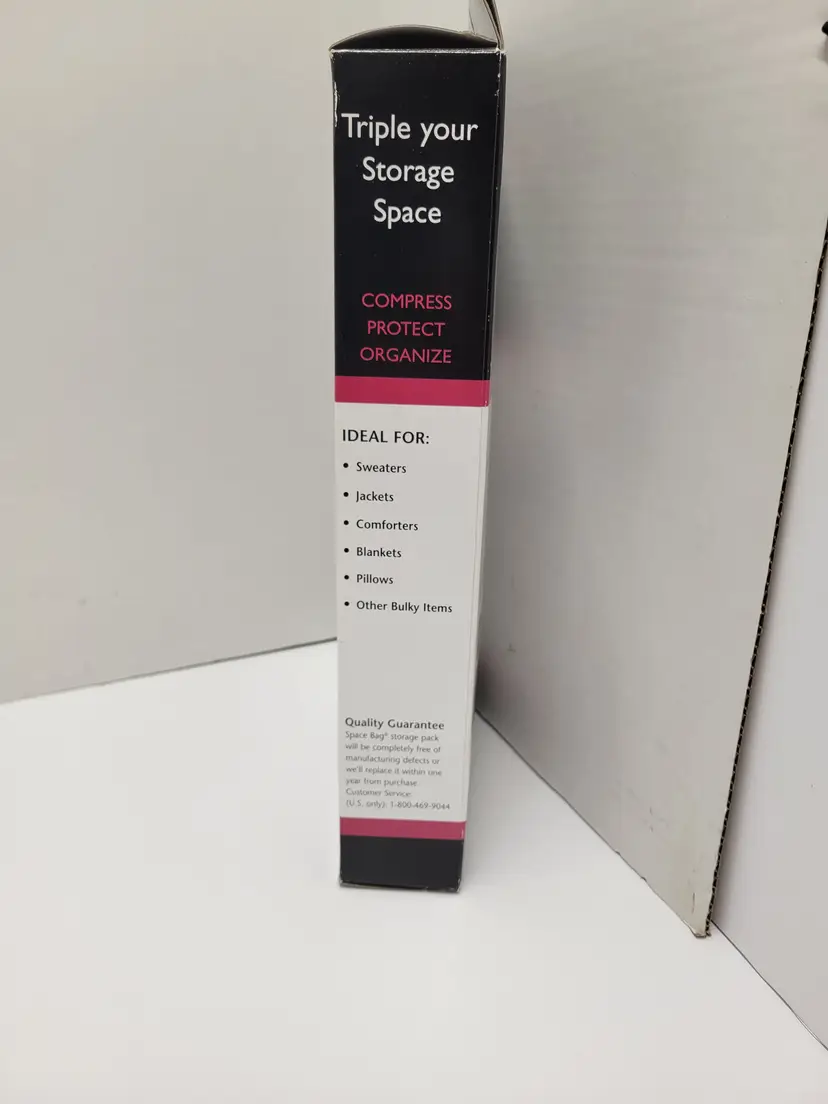 Triple your
Storage
Space
COMPRESS
PROTECT
ORGANIZE
IDEAL FOR:
• Sweaters
• Jackets
• Comforters
• Blankets
• Pillows
• Other Bulky Items
Quality Guarantee
Space Bag® storage pack
will be completely free of
manufacturing defects or
we'll replace it within one
year from purchase.
Customer Service:
(U.S. only): 1-800-469-9044